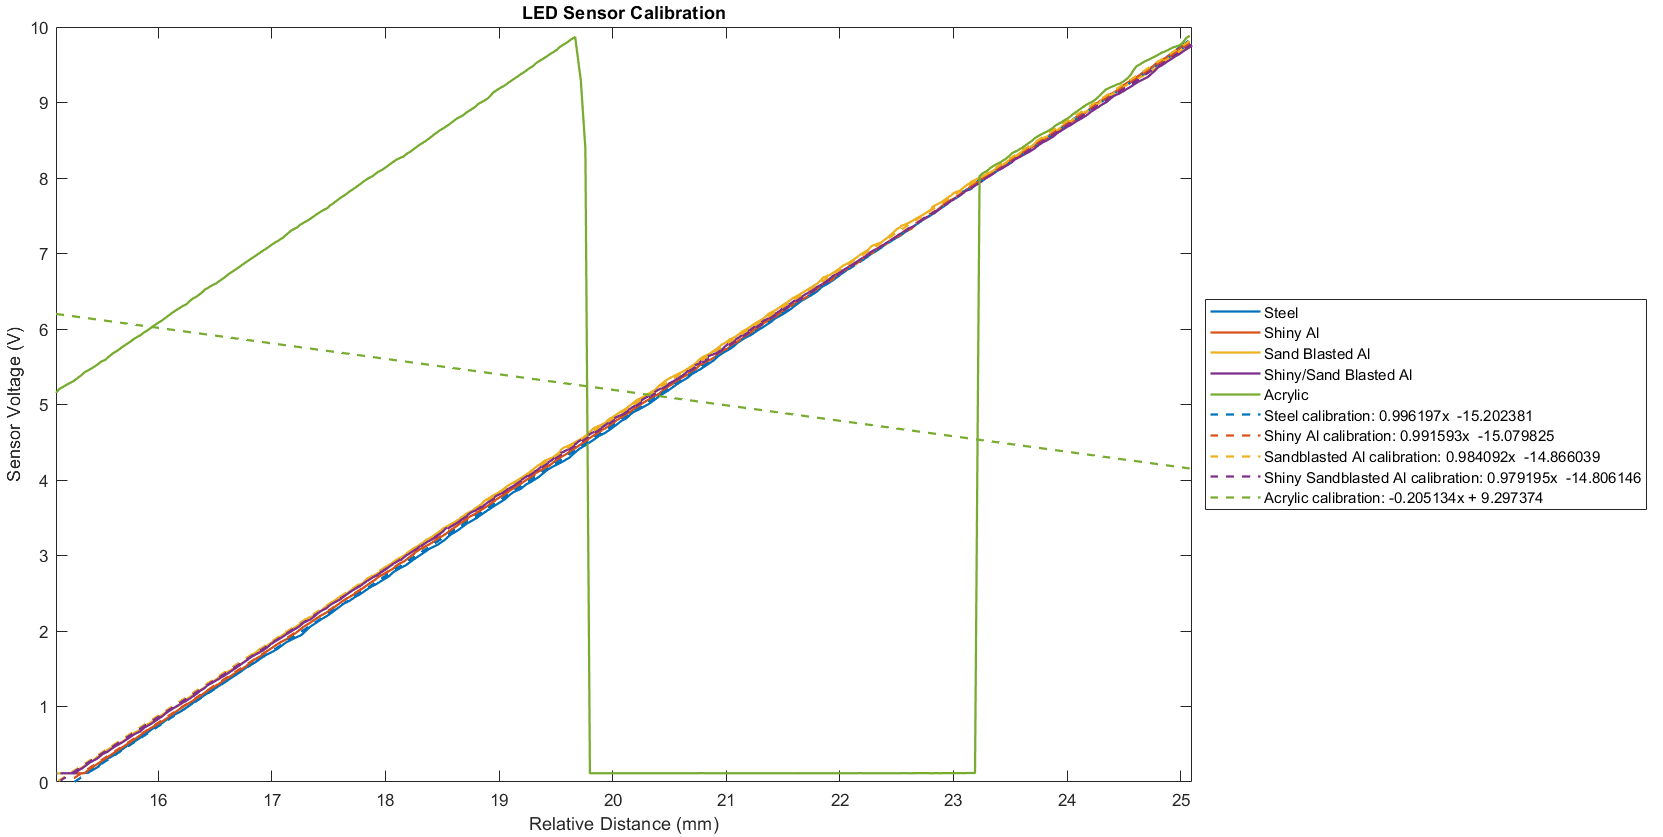 LED Sensor Calibration
10
9
8
7
6
5
4
3
2
1
0
Sensor Voltage (V)
16 17 18 19 20 21 22 23 24 25
Relative Distance (mm)
Steel
Shiny Al
Sand Blasted Al
Shiny/Sand Blasted Al
Acrylic
Steel calibration: 0.996197x -15.202381
Shiny Al calibration: 0.991593x -15.079825
Sandblasted Al calibration: 0.984092x -14.866039
Shiny Sandblasted Al calibration: 0.979195x -14.806146
Acrylic calibration: -0.205134x + 9.297374